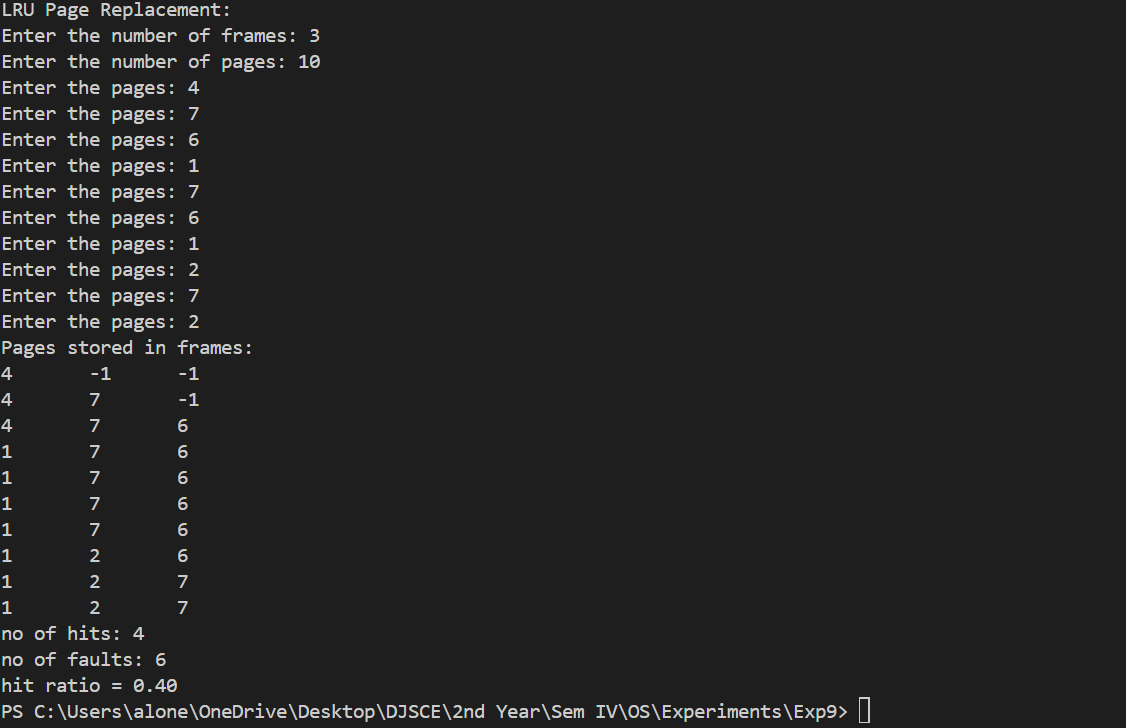 LRU Page Replacement:
Enter the number of frames: 3
Enter the number of pages: 10
Enter the pages: 4
Enter the pages: 7
Enter the pages: 6
Enter the pages: 1
Enter the pages: 7
Enter the pages: 6
Enter the pages: 1
Enter the pages: 2
Enter the pages: 7
Enter the pages: 2
Pages stored in frames:
4       -1      -1
4       7       -1
4       7       6
1       7       6
1       7       6
1       7       6
1       7       6
1       2       6
1       2       7
1       2       7
no of hits: 4
no of faults: 6
hit ratio = 0.40
PS C:\Users\alone\OneDrive\Desktop\DJSCE\2nd Year\Sem IV\OS\Experiments\Exp9>